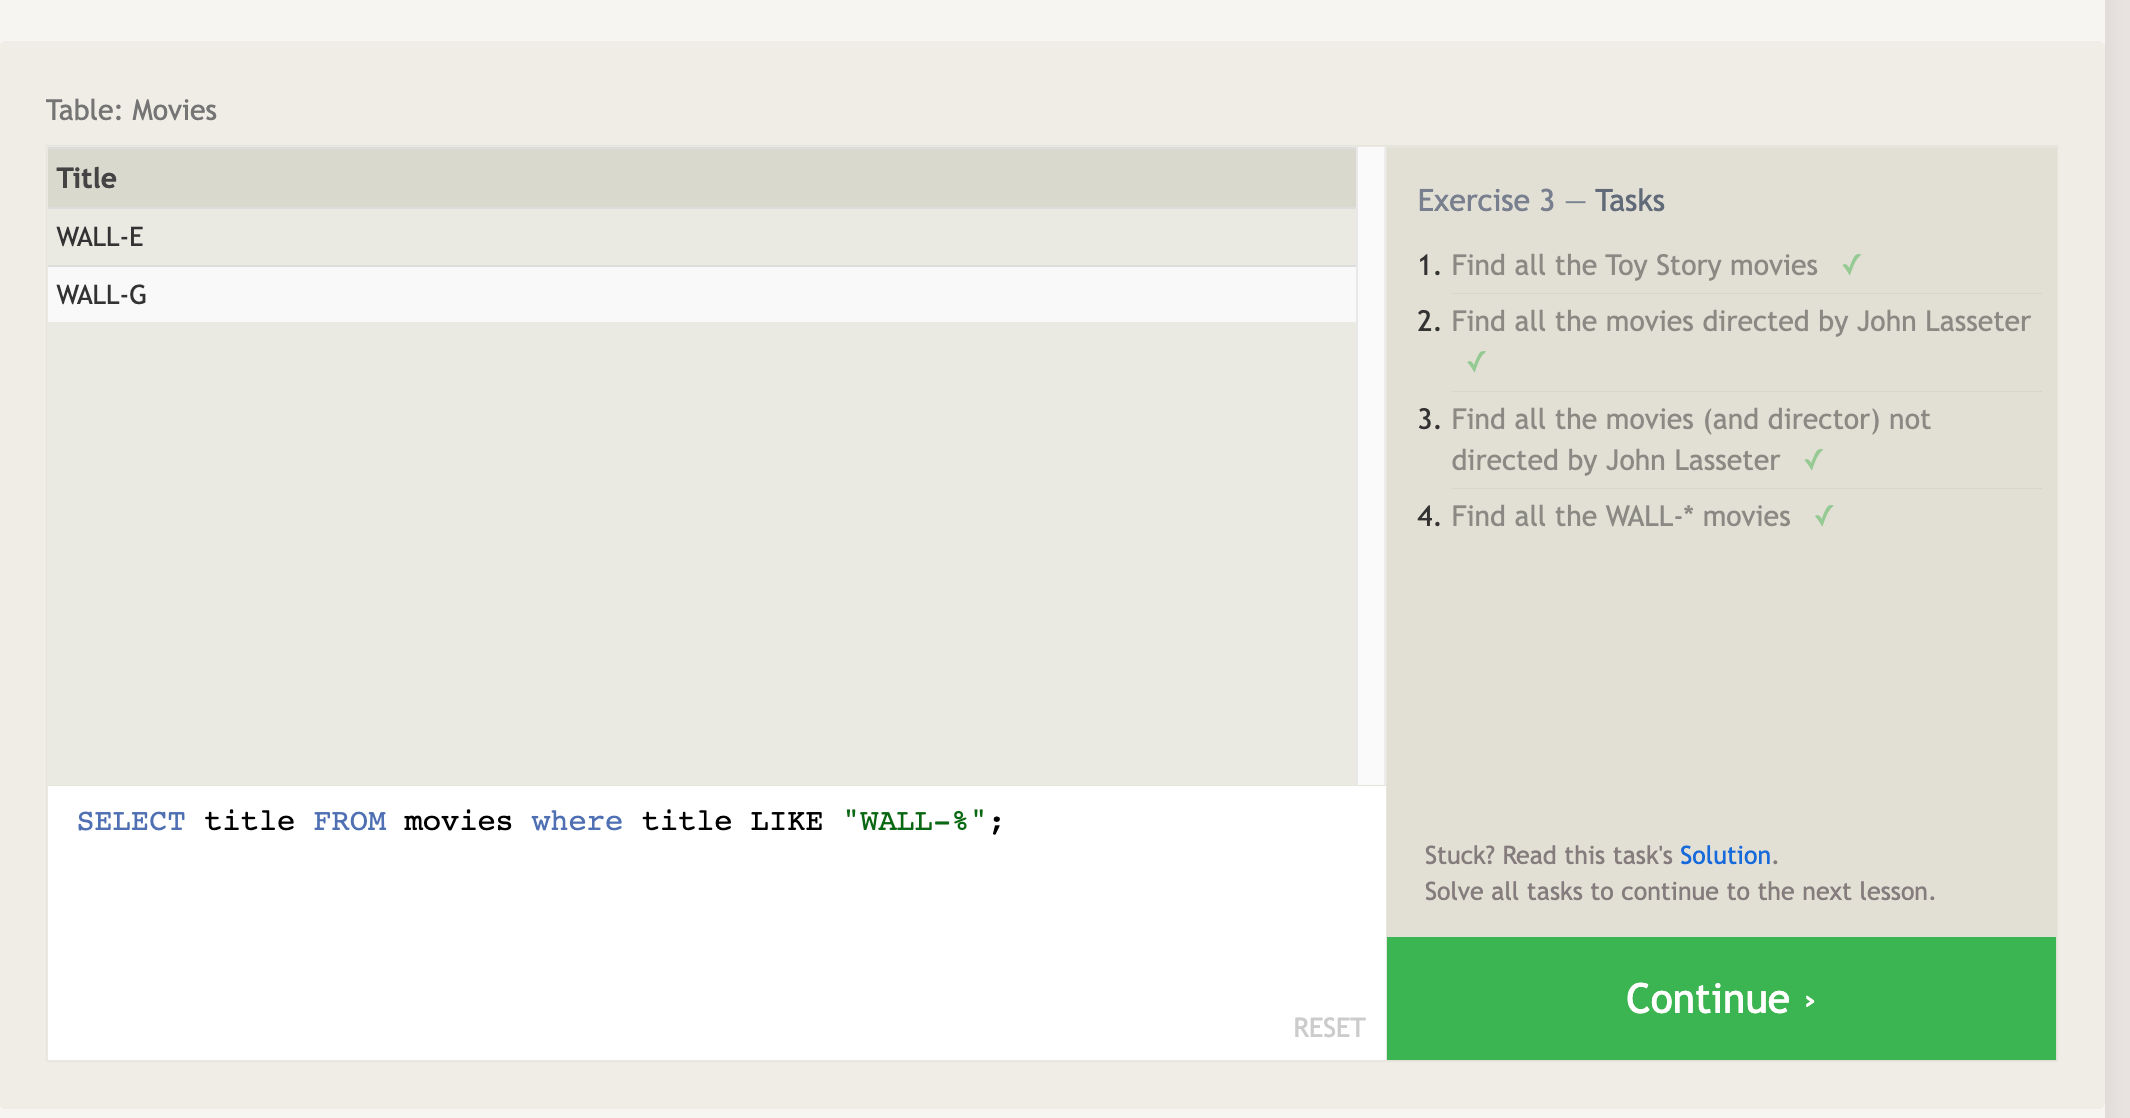 Table: Movies
Title
WALL-E
WALL-G
SELECT title FROM movies where title LIKE "WALL-%";
RESET
Exercise 3 — Tasks
1. Find all the Toy Story movies ✓
2. Find all the movies directed by John Lasseter
✓
3. Find all the movies (and director) not
directed by John Lasseter ✓
4. Find all the WALL-* movies ✓
Stuck? Read this task's Solution.
Solve all tasks to continue to the next lesson.
Continue ›